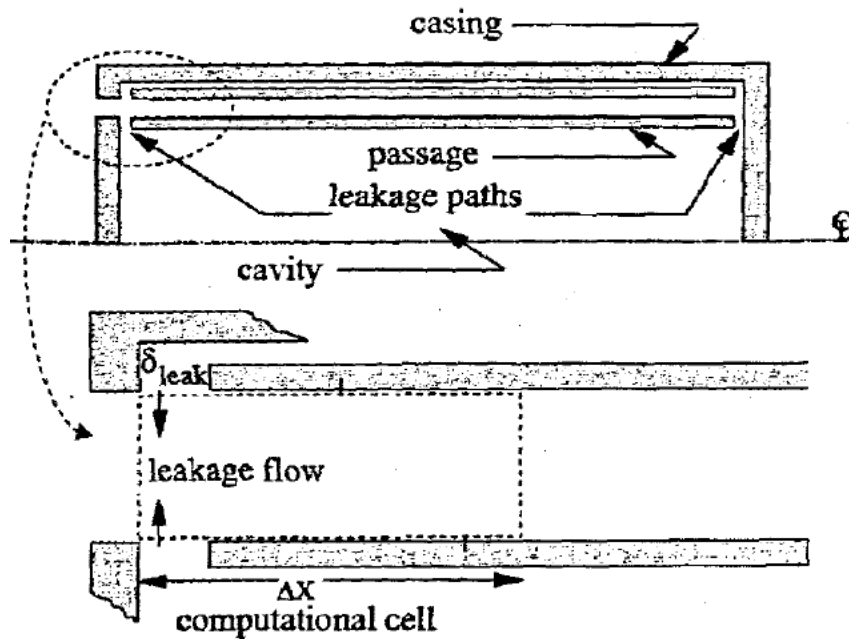 casing
passage
leakage paths
℄
cavity
δleak
leakage flow
ΔX
computational cell